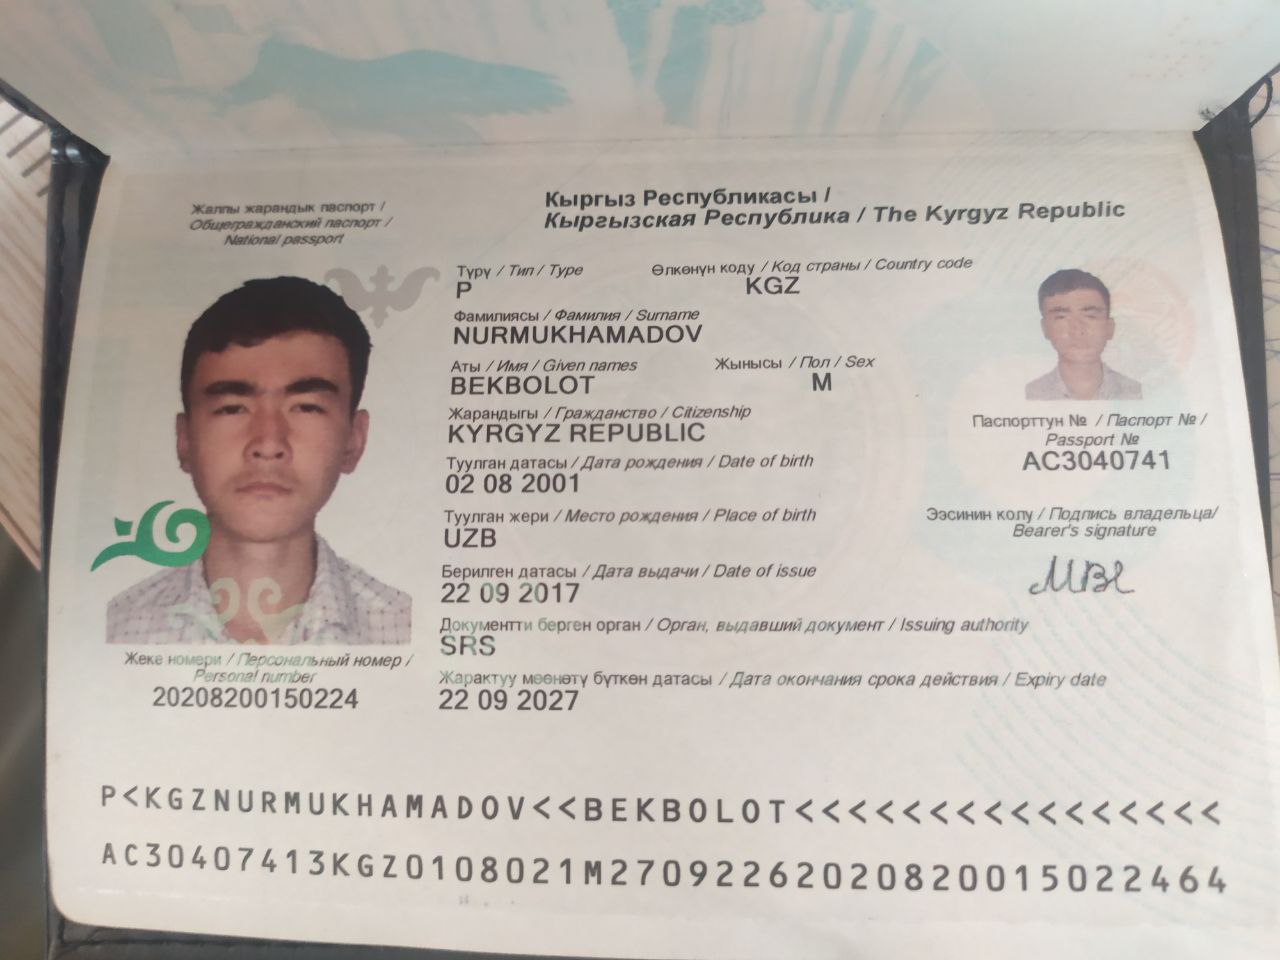 Жалпы жарандык паспорт /
Общегражданский паспорт /
National passport
Кыргыз Республикасы /
Кыргызская Республика / The Kyrgyz Republic
Түрү / Тип / Type
P
Өлкөнүн коду / Код страны / Country code
KGZ
Фамилиясы / Фамилия / Surname
NURMUKHAMADOV
Аты / Имя / Given names
BEKBOLOT
Жынысы / Пол / Sex
M
Жарандыгы / Гражданство / Citizenship
KYRGYZ REPUBLIC
Туулган датасы / Дата рождения / Date of birth
02 08 2001
Туулган жери / Место рождения / Place of birth
UZB
Берилген датасы / Дата выдачи / Date of issue
22 09 2017
Документти берген орган / Орган, выдавший документ / Issuing authority
SRS
Жарактуу мөөнөтү бүткөн датасы / Дата окончания срока действия / Expiry date
22 09 2027
Паспорттун № / Паспорт № /
Passport №
AC3040741
Ээсинин колу / Подпись владельца/
Bearer's signature
Жеке номери / Персональный номер /
Personal number
20208200150224
P<KGZNURMUKHAMADOV<<BEKBOLOT<<<<<<<<<<<<<<<<
AC30407413KGZ0108021M27092262020820015022464